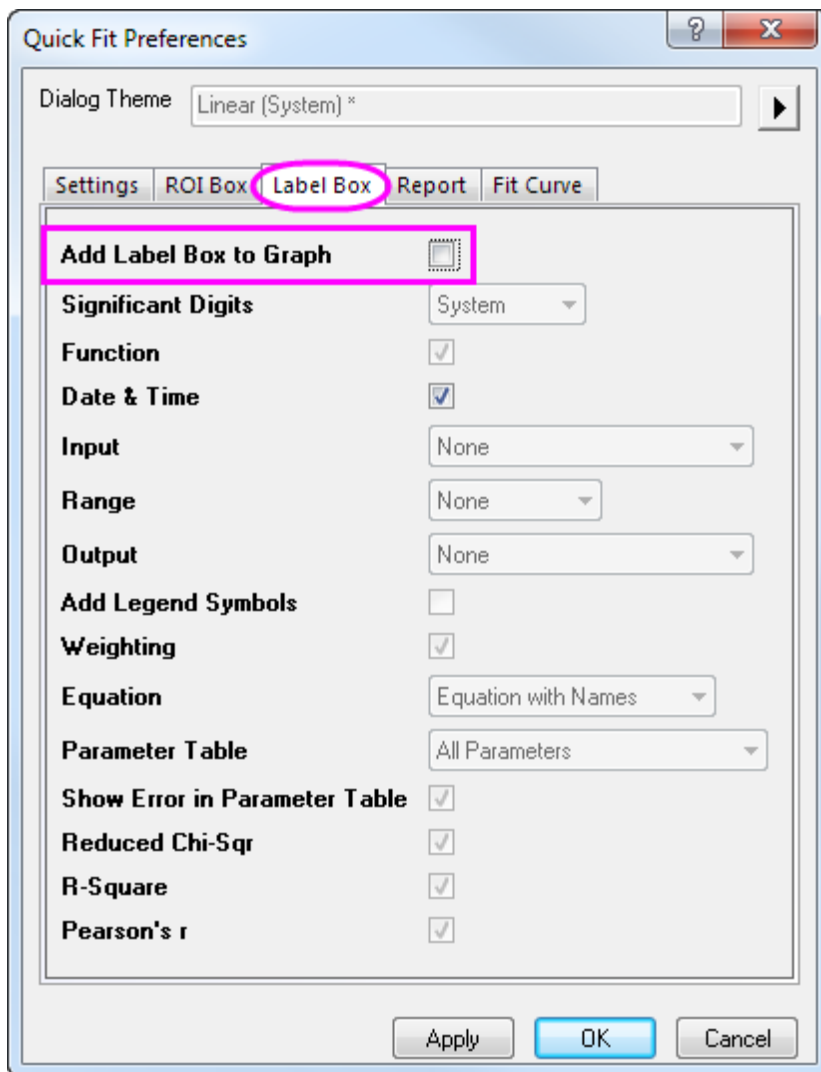 Quick Fit Preferences
Dialog Theme Linear (System) *
Settings ROI Box Label Box Report Fit Curve
Add Label Box to Graph
Significant Digits System
Function
Date & Time
Input None
Range None
Output None
Add Legend Symbols
Weighting
Equation Equation with Names
Parameter Table All Parameters
Show Error in Parameter Table
Reduced Chi-Sqr
R-Square
Pearson's r
Apply OK Cancel